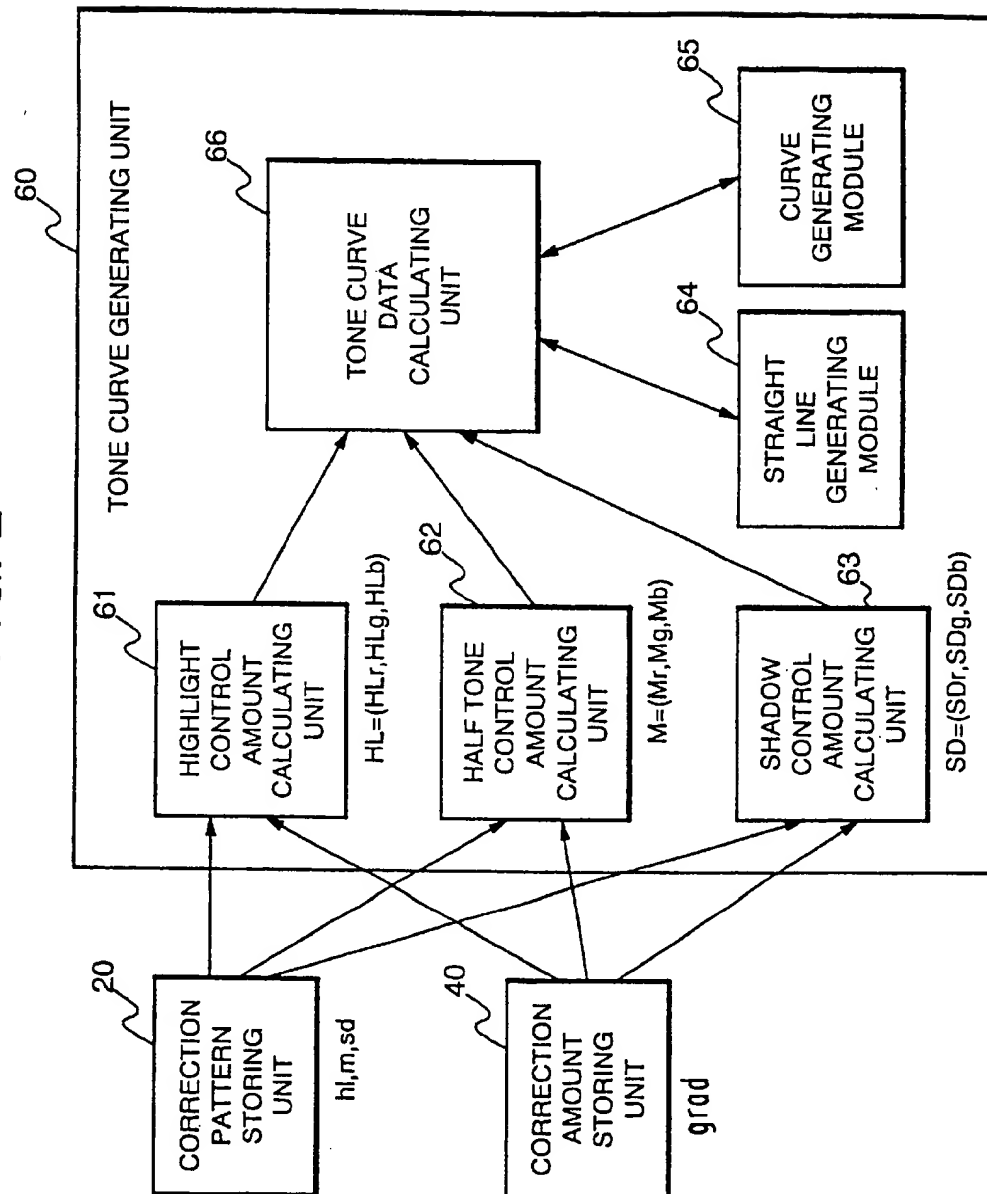 60
TONE CURVE GENERATING UNIT
20
CORRECTION
PATTERN
STORING
UNIT
hl,m,sd
40
CORRECTION
AMOUNT
STORING
UNIT
grad
61
HIGHLIGHT
CONTROL
AMOUNT
CALCULATING
UNIT
HL=(HLr,HLg,HLb)
62
HALF TONE
CONTROL
AMOUNT
CALCULATING
UNIT
M=(Mr,Mg,Mb)
63
SHADOW
CONTROL
AMOUNT
CALCULATING
UNIT
SD=(SDr,SDg,SDb)
66
TONE CURVE
DATA
CALCULATING
UNIT
64
STRAIGHT
LINE
GENERATING
MODULE
65
CURVE
GENERATING
MODULE